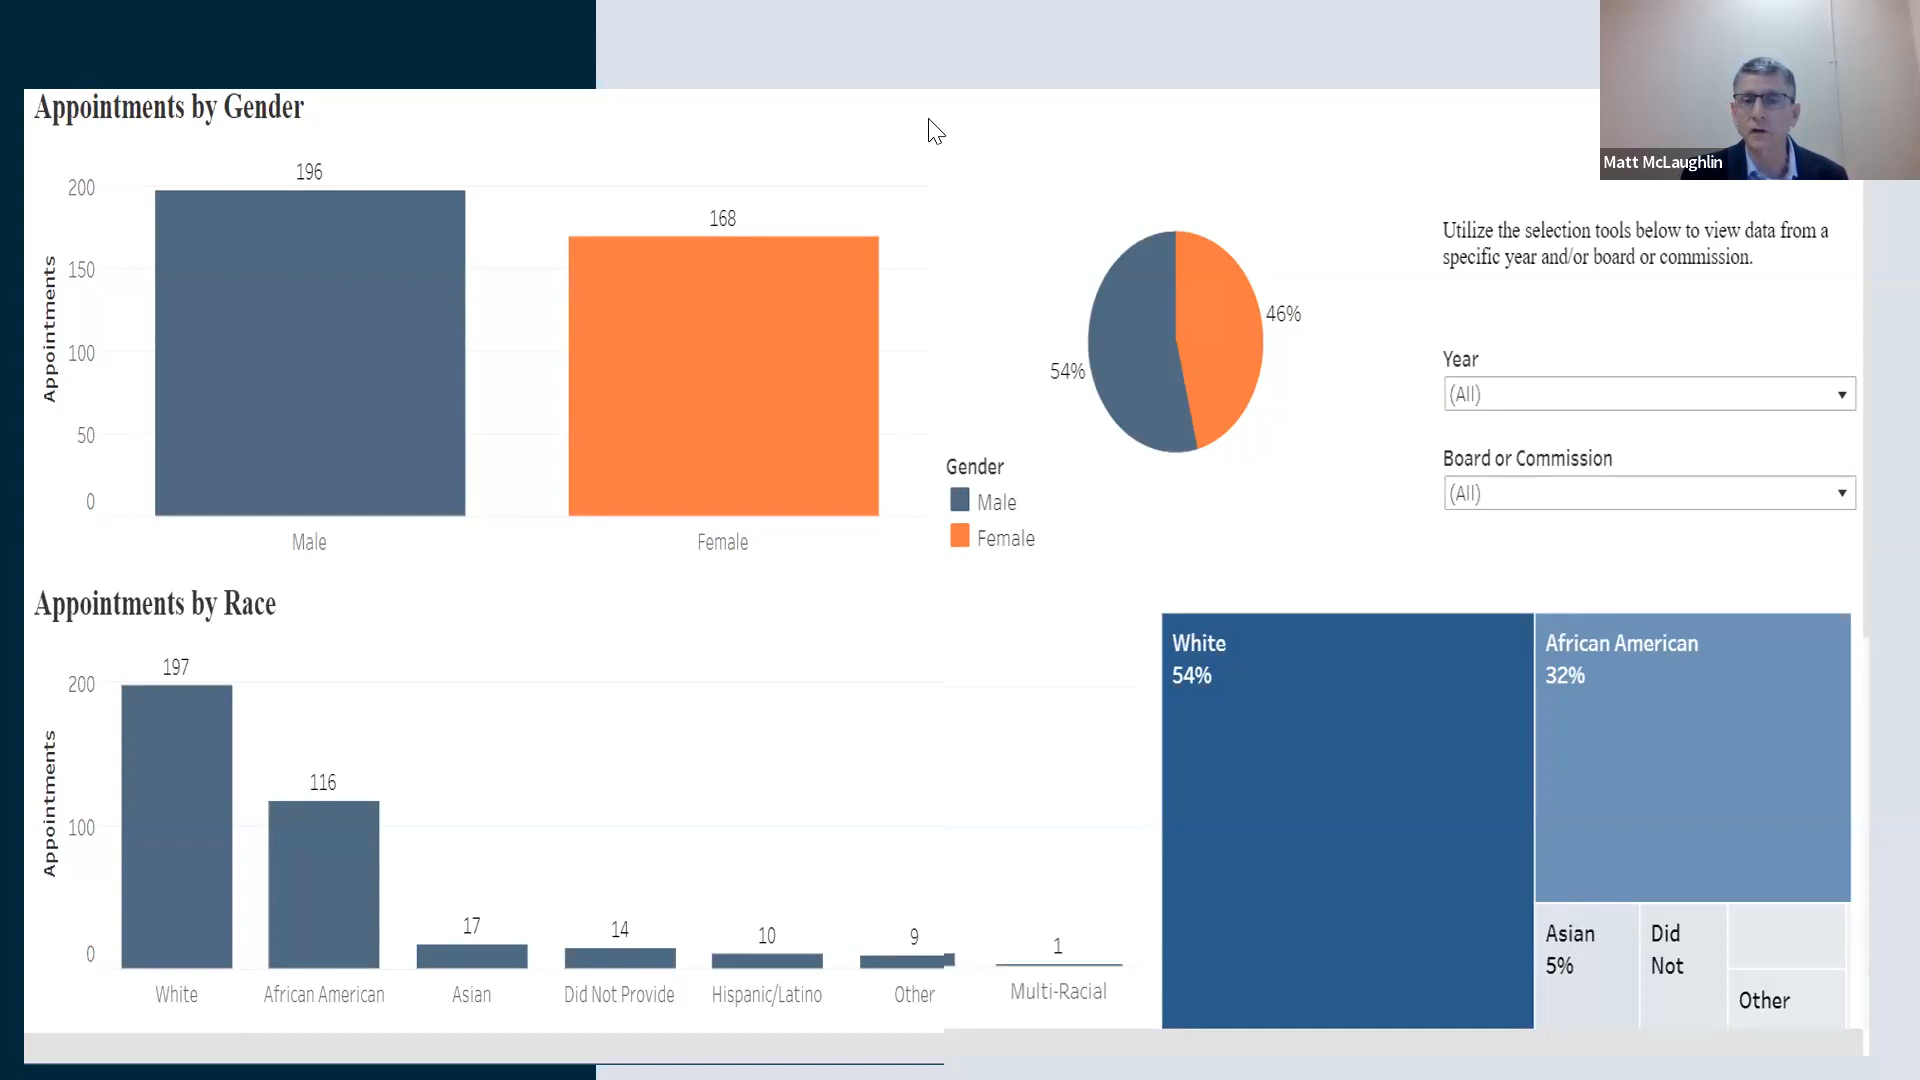 Appointments by Gender
Matt McLaughlin
196
168
200
150
100
50
0
Appointments
Male
Female
54%
46%
Gender
Male
Female
Utilize the selection tools below to view data from a
specific year and/or board or commission.
Year
(All)
Board or Commission
(All)
Appointments by Race
197
116
17
14
10
9
1
200
100
0
Appointments
White
African American
Asian
Did Not Provide
Hispanic/Latino
Other
Multi-Racial
White
54%
African American
32%
Asian
5%
Did
Not
Other